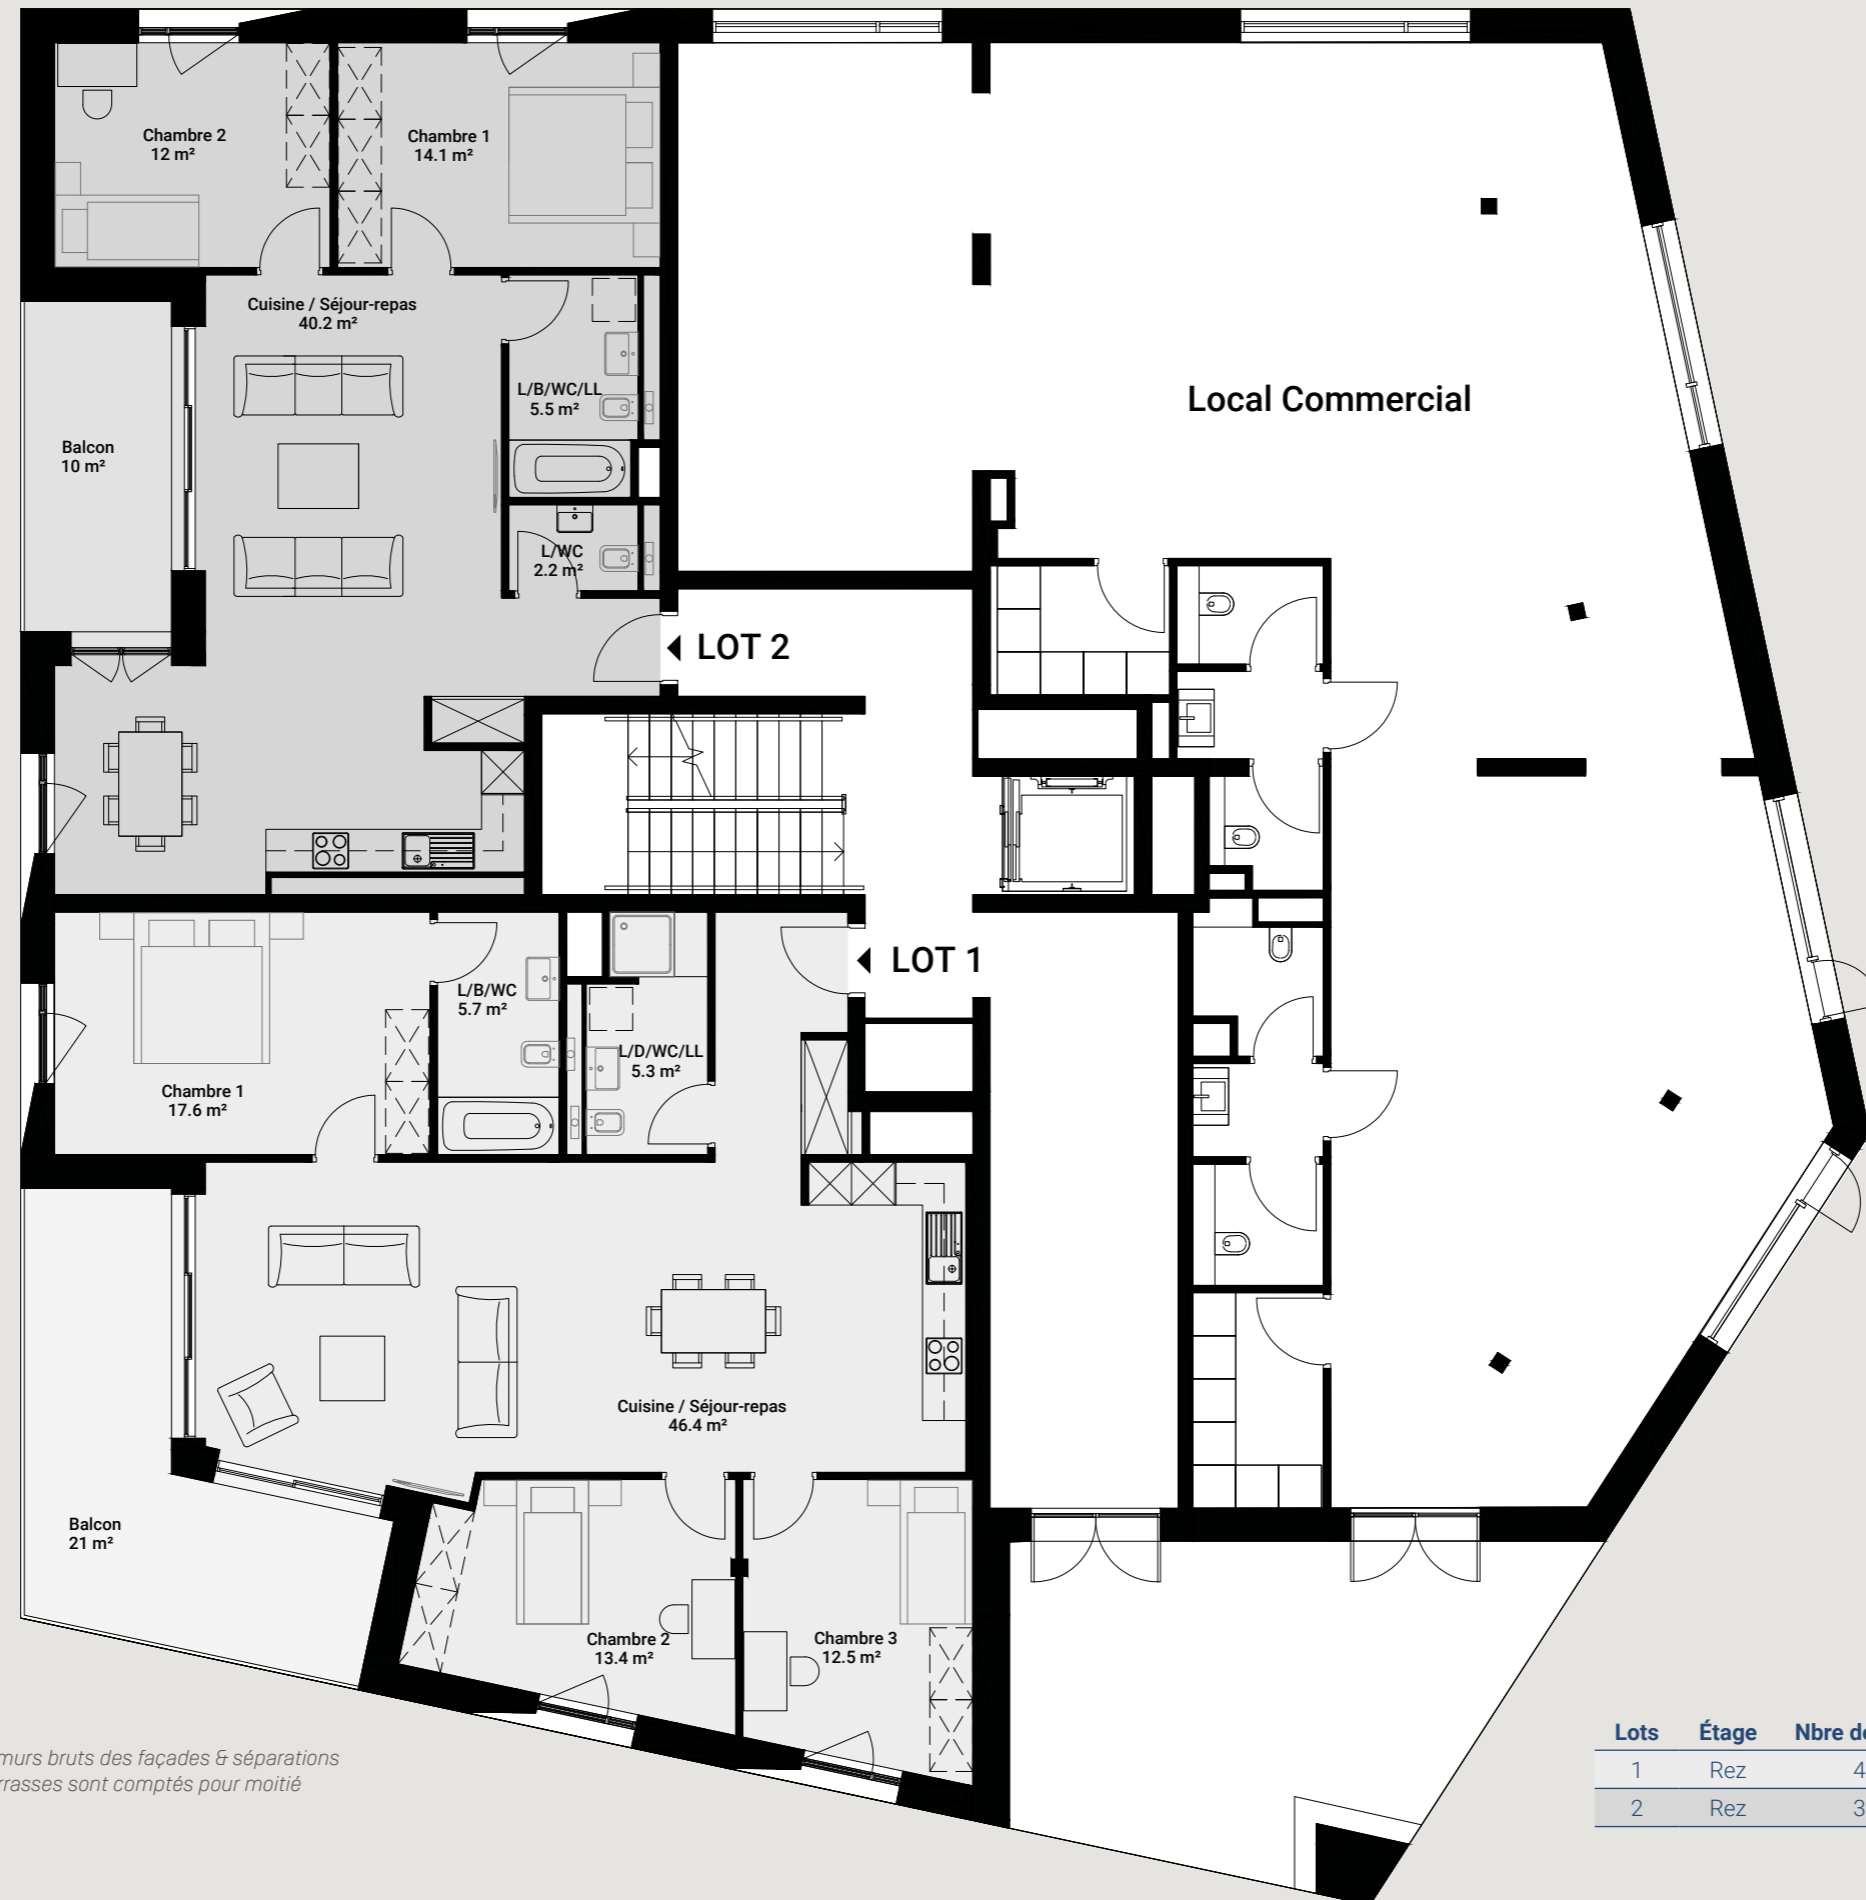 Chambre 2
12 m²
Chambre 1
14.1 m²
Cuisine / Séjour-repas
40.2 m²
L/B/WC/LL
5.5 m²
Local Commercial
Balcon
10 m²
L/WC
2.2 m²
LOT 2
LOT 1
L/B/WC
5.7 m²
L/D/WC/LL
5.3 m²
Chambre 1
17.6 m²
Cuisine / Séjour-repas
46.4 m²
Balcon
21 m²
Chambre 2
13.4 m²
Chambre 3
12.5 m²
murs bruts des façades & séparations
rrasses sont comptés pour moitié
Lots Étage Nbre de
1 Rez 4
2 Rez 3